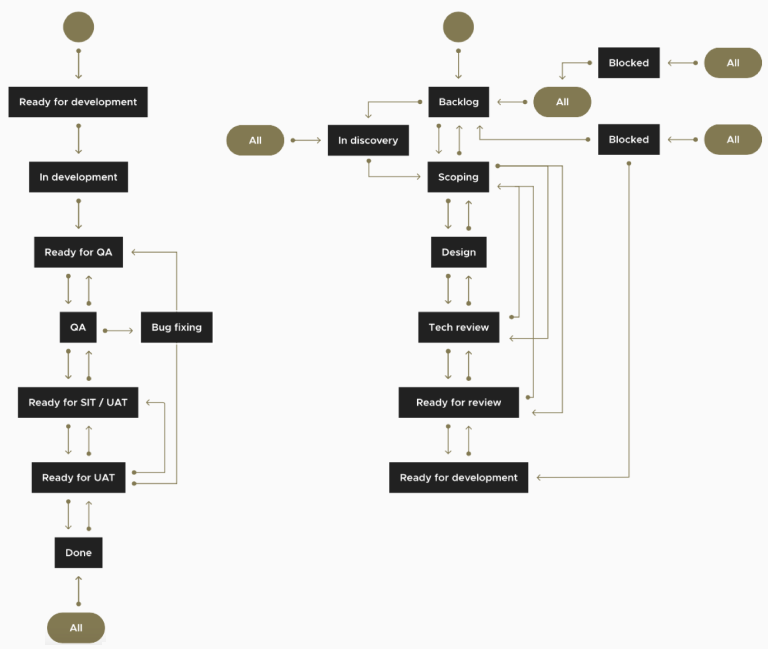 Ready for development
In development
Ready for QA
QA
Bug fixing
Ready for SIT / UAT
Ready for UAT
Done
All
Blocked
All
Backlog
All
All
In discovery
Blocked
All
Scoping
Design
Tech review
Ready for review
Ready for development